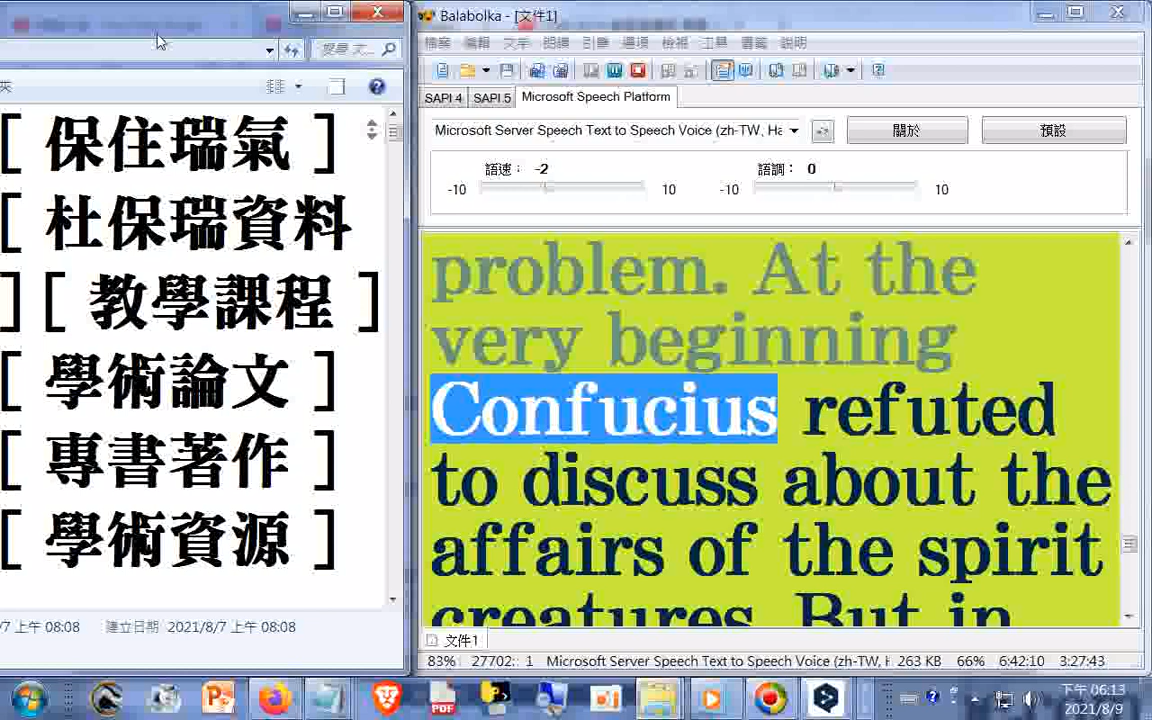 搜尋 文...
[ 保住瑞氣 ]
[ 杜保瑞資料
] [ 教學課程 ]
[ 學術論文 ]
[ 專書著作 ]
[ 學術資源 ]
/7 上午 08:08 建立日期 2021/8/7 上午 08:08
Balabolka - [文件1]
檔案 編輯 文字 朗讀 引擎 選項 檢視 工具 書籤 說明
SAPI 4 SAPI 5 Microsoft Speech Platform
Microsoft Server Speech Text to Speech Voice (zh-TW, Ha
關於 預設
語速： -2 語調： 0
-10 10 -10 10
problem. At the
very beginning
Confucius refuted
to discuss about the
affairs of the spirit
creatures. But in
文件1
83% 27702: 1 Microsoft Server Speech Text to Speech Voice (zh-TW, H 263 KB 66% 6:42:10 3:27:43
PDF
下午 06:13
2021/8/9